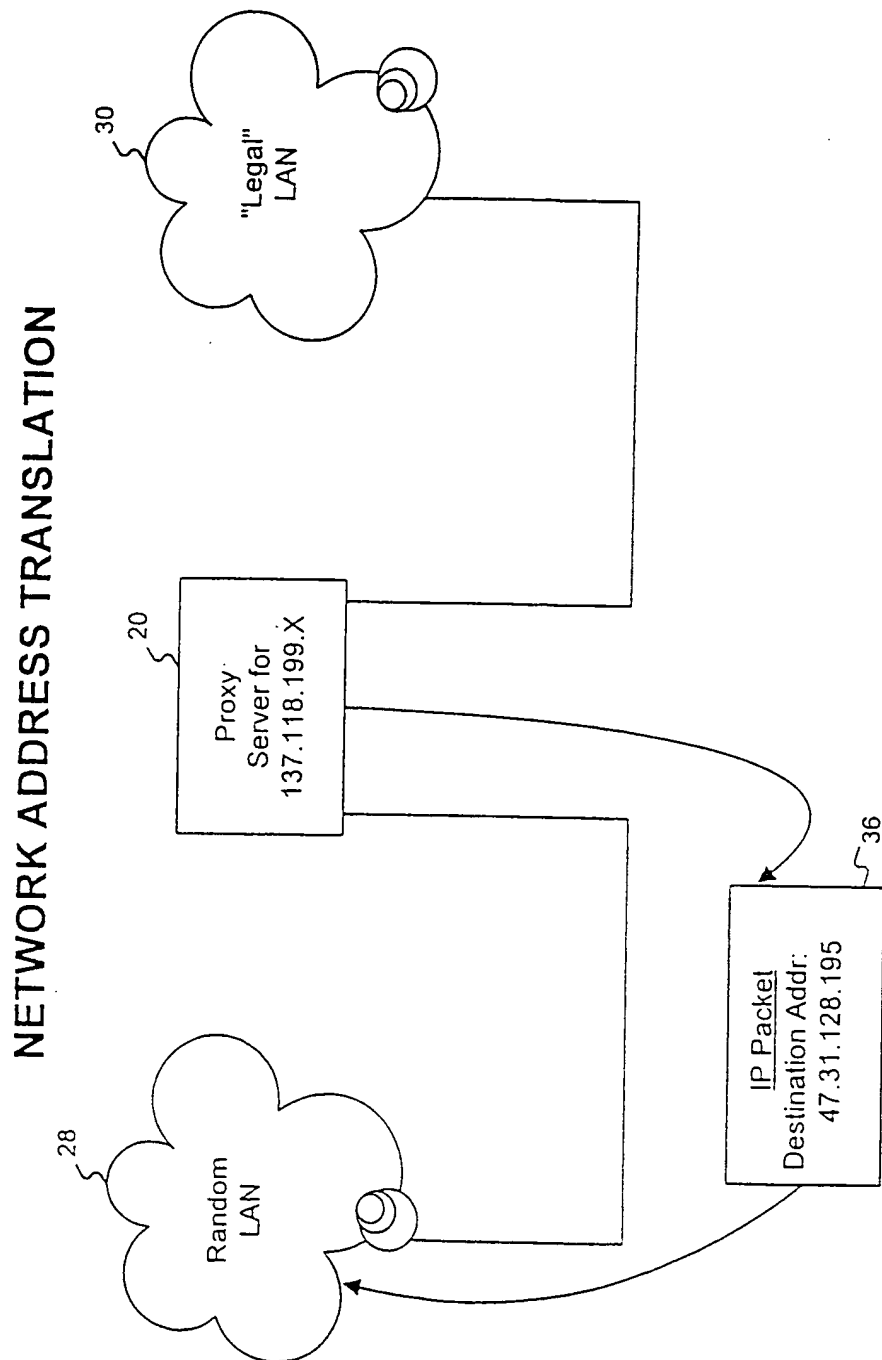 NETWORK ADDRESS TRANSLATION
28
Random
LAN
20
Proxy
Server for
137.118.199.X
30
"Legal"
LAN
IP Packet
Destination Addr:
47.31.128.195
36